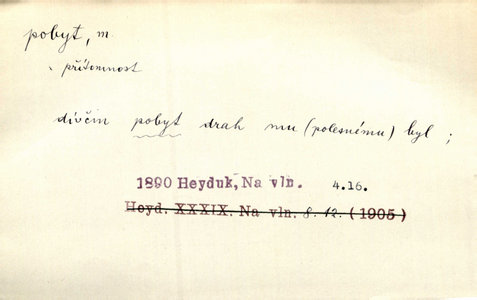 pobyt, m.
přítomnost
dívčin pobyt drah mu (polesnému) byl ;
1890 Heyduk, Na vln. 4.16.
Heyd. XXXIX. Na vln. 8. 12. (1905)